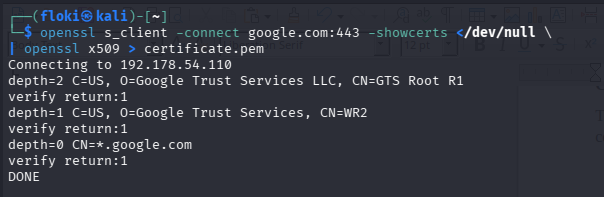 ┌──(floki㉿kali)-[~]
└─$ openssl s_client -connect google.com:443 -showcerts </dev/null \
| openssl x509 > certificate.pem
Connecting to 192.178.54.110
depth=2 C=US, O=Google Trust Services LLC, CN=GTS Root R1
verify return:1
depth=1 C=US, O=Google Trust Services, CN=WR2
verify return:1
depth=0 CN=*.google.com
verify return:1
DONE